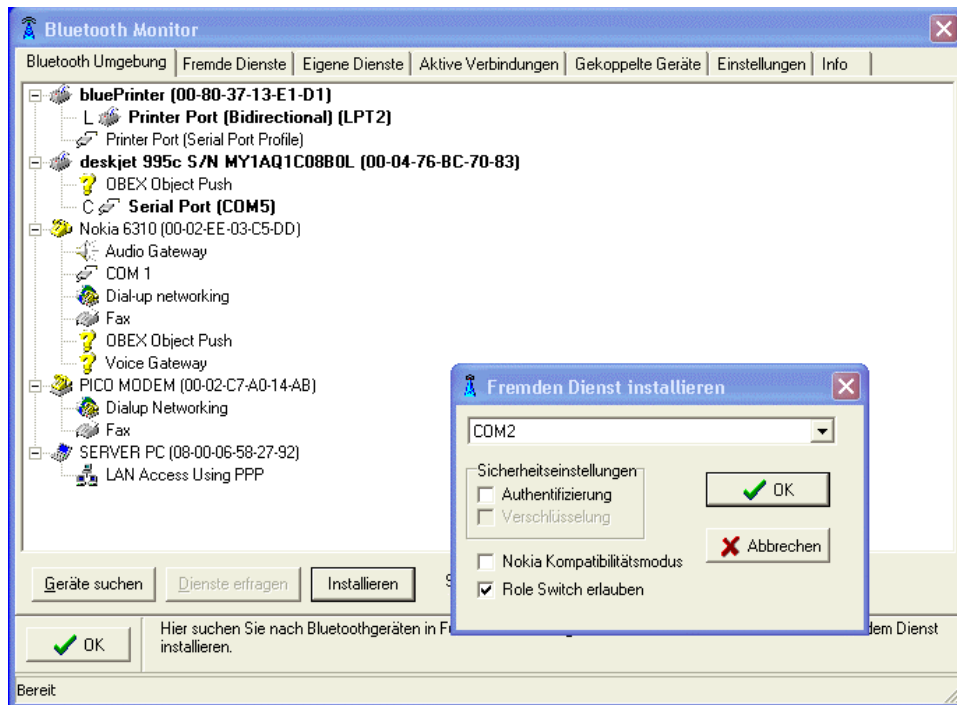 Bluetooth Monitor
Bluetooth Umgebung Fremde Dienste Eigene Dienste Aktive Verbindungen Gekoppelte Geräte Einstellungen Info
bluePrinter (00-80-37-13-E1-D1)
L Printer Port (Bidirectional) (LPT2)
Printer Port (Serial Port Profile)
deskjet 995c S/N MY1AQ1C08B0L (00-04-76-BC-70-83)
OBEX Object Push
C Serial Port (COM5)
Nokia 6310 (00-02-EE-03-C5-DD)
Audio Gateway
COM 1
Dial-up networking
Fax
OBEX Object Push
Voice Gateway
PICO MODEM (00-02-C7-A0-14-AB)
Dialup Networking
Fax
SERVER PC (08-00-06-58-27-92)
LAN Access Using PPP
Fremden Dienst installieren
COM2
Sicherheitseinstellungen
Authentifizierung
Verschlüsselung
OK
Abbrechen
Nokia Kompatibilitätsmodus
Role Switch erlauben
Geräte suchen Dienste erfragen Installieren
OK
Hier suchen Sie nach Bluetoothgeräten in dem Dienst
installieren.
Bereit